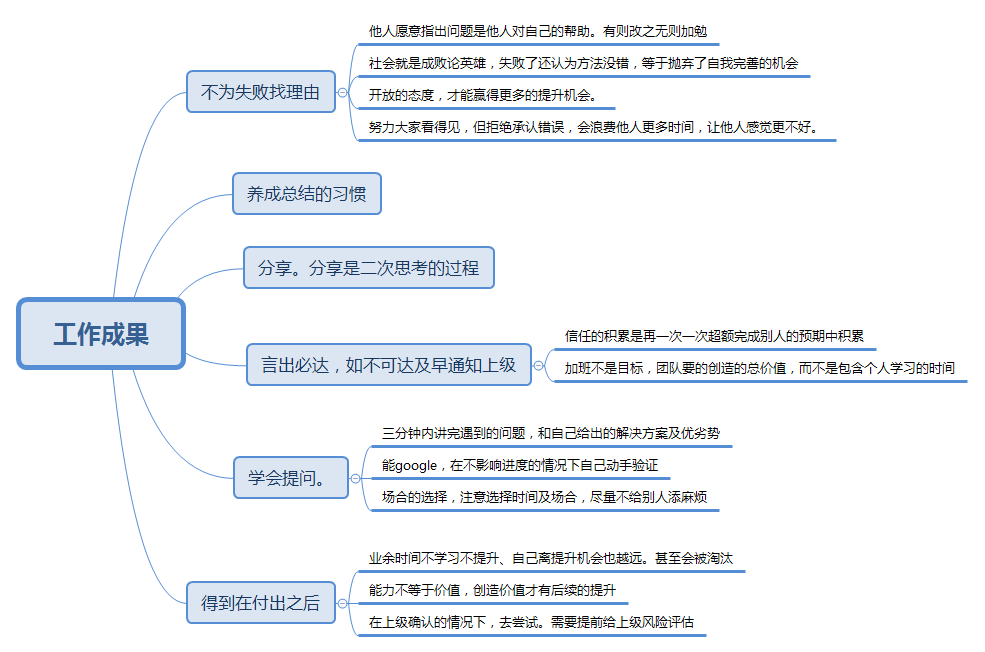 工作成果
不为失败找理由
他人愿意指出问题是他人对自己的帮助。有则改之无则加勉
社会就是成败论英雄，失败了还认为方法没错，等于抛弃了自我完善的机会
开放的态度，才能赢得更多的提升机会。
努力大家看得见，但拒绝承认错误，会浪费他人更多时间，让他人感觉更不好。
养成总结的习惯
分享。分享是二次思考的过程
言出必达，如不可达及早通知上级
信任的积累是再一次一次超额完成别人的预期中积累
加班不是目标，团队要的创造的总价值，而不是包含个人学习的时间
学会提问。
三分钟内讲完遇到的问题，和自己给出的解决方案及优劣势
能google，在不影响进度的情况下自己动手验证
场合的选择，注意选择时间及场合，尽量不给别人添麻烦
得到在付出之后
业余时间不学习不提升、自己离提升机会也越远。甚至会被淘汰
能力不等于价值，创造价值才有后续的提升
在上级确认的情况下，去尝试。需要提前给上级风险评估